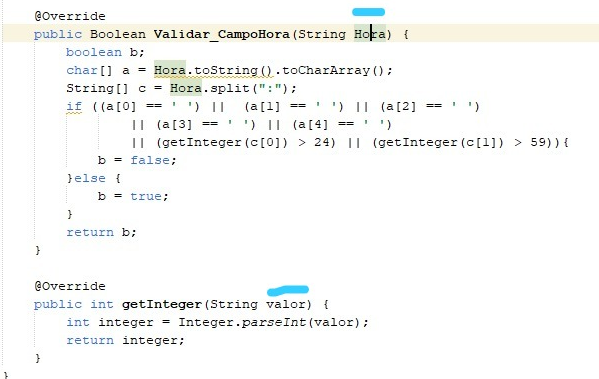 @Override
public Boolean Validar_CampoHora(String Hora) {
boolean b;
char[] a = Hora.toString().toCharArray();
String[] c = Hora.split(":");
if ((a[0] == ' ') || (a[1] == ' ') || (a[2] == ' ')
|| (a[3] == ' ') || (a[4] == ' ')
|| (getInteger(c[0]) > 24) || (getInteger(c[1]) > 59)){
b = false;
}else {
b = true;
}
return b;
}
@Override
public int getInteger(String valor) {
int integer = Integer.parseInt(valor);
return integer;
}
}